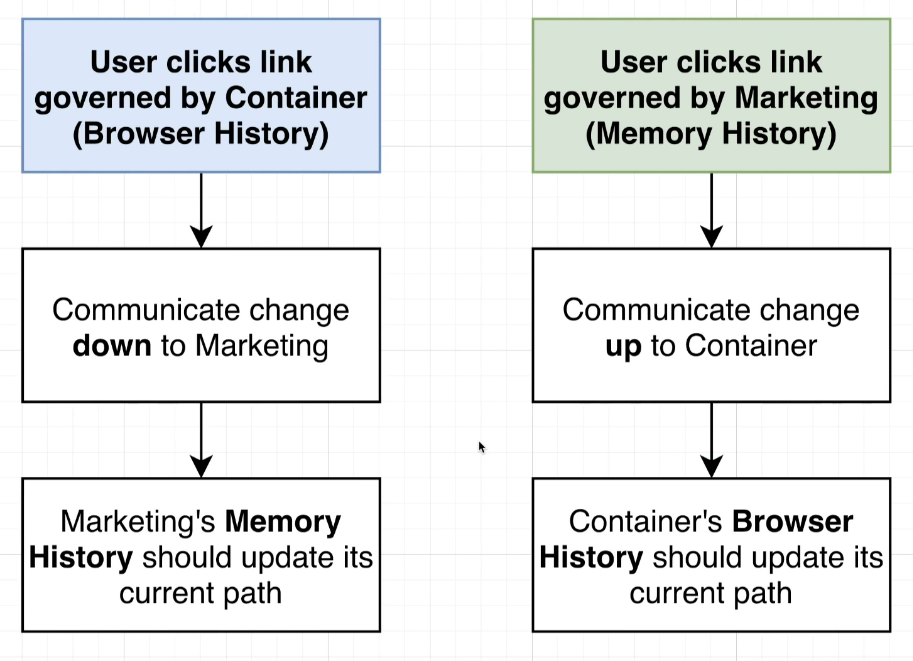 User clicks link
governed by Container
(Browser History)
Communicate change
down to Marketing
Marketing's Memory
History should update its
current path
User clicks link
governed by Marketing
(Memory History)
Communicate change
up to Container
Container's Browser
History should update its
current path